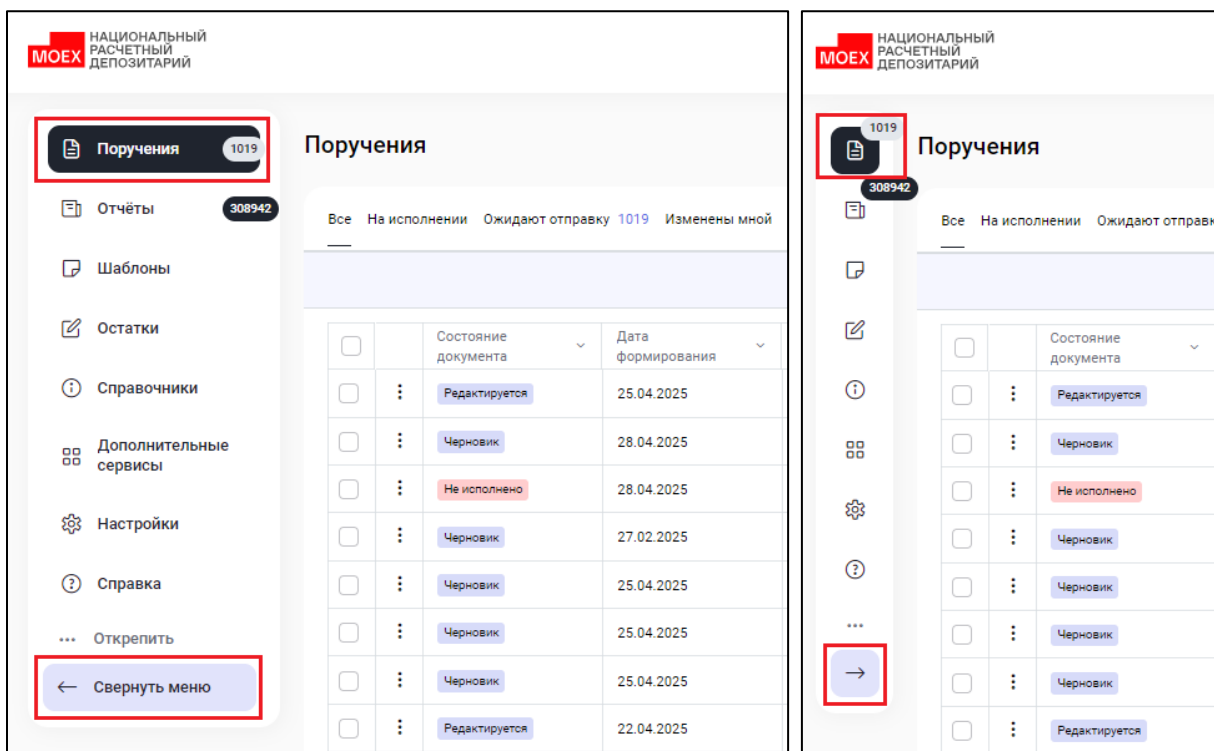 НАЦИОНАЛЬНЫЙ
РАСЧЕТНЫЙ
ДЕПОЗИТАРИЙ
MOEX
Поручения 1019
Отчёты 308942
Шаблоны
Остатки
Справочники
Дополнительные
сервисы
Настройки
Справка
Открепить
Свернуть меню
Поручения
Все На исполнении Ожидают отправку 1019 Изменены мной
Состояние
документа
Дата
формирования
Редактируется 25.04.2025
Черновик 28.04.2025
Не исполнено 28.04.2025
Черновик 27.02.2025
Черновик 25.04.2025
Черновик 25.04.2025
Черновик 25.04.2025
Редактируется 22.04.2025
НАЦИОНАЛЬНЫЙ
РАСЧЕТНЫЙ
ДЕПОЗИТАРИЙ
MOEX
1019
308942
Поручения
Все На исполнении Ожидают отправк
Состояние
документа
Редактируется
Черновик
Не исполнено
Черновик
Черновик
Черновик
Черновик
Редактируется